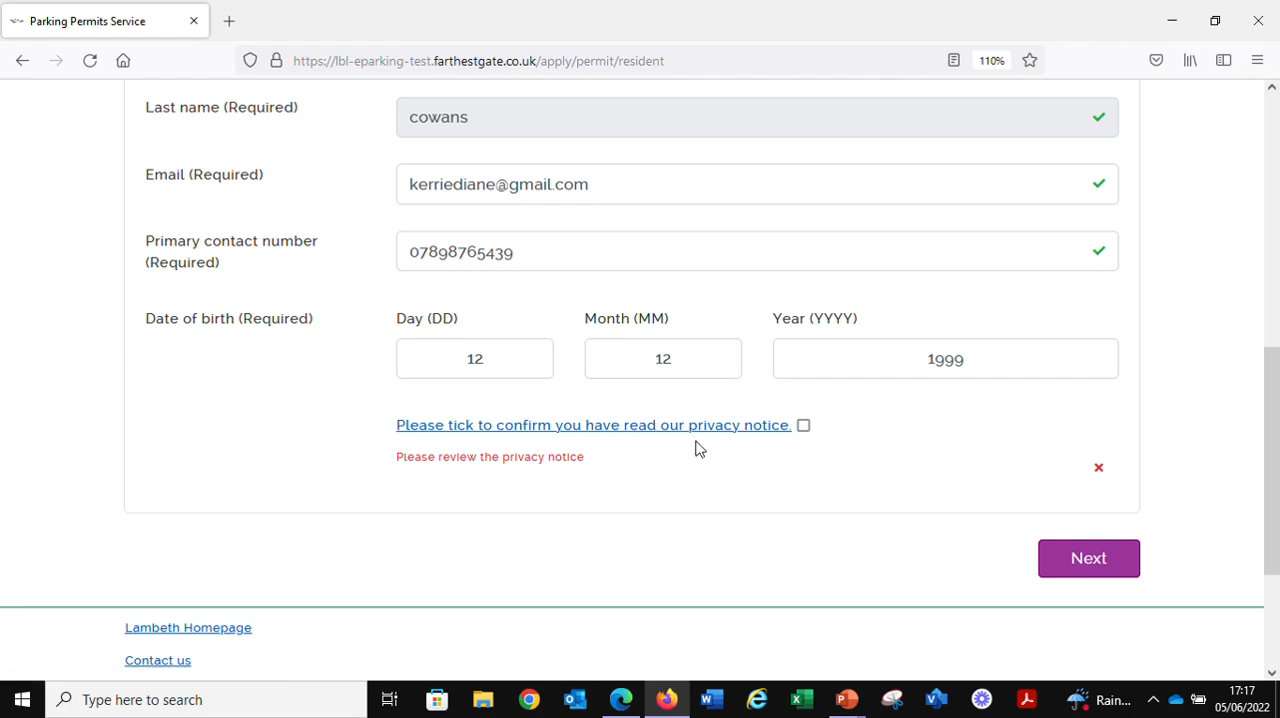 Parking Permits Service
https://lbl-eparking-test.farthestgate.co.uk/apply/permit/resident
110%
Last name (Required)
cowans
Email (Required)
kerriediane@gmail.com
Primary contact number
(Required)
07898765439
Date of birth (Required)
Day (DD)
Month (MM)
Year (YYYY)
12
12
1999
Please tick to confirm you have read our privacy notice.
Please review the privacy notice
Next
Lambeth Homepage
Contact us
Type here to search
Rain...
17:17
05/06/2022